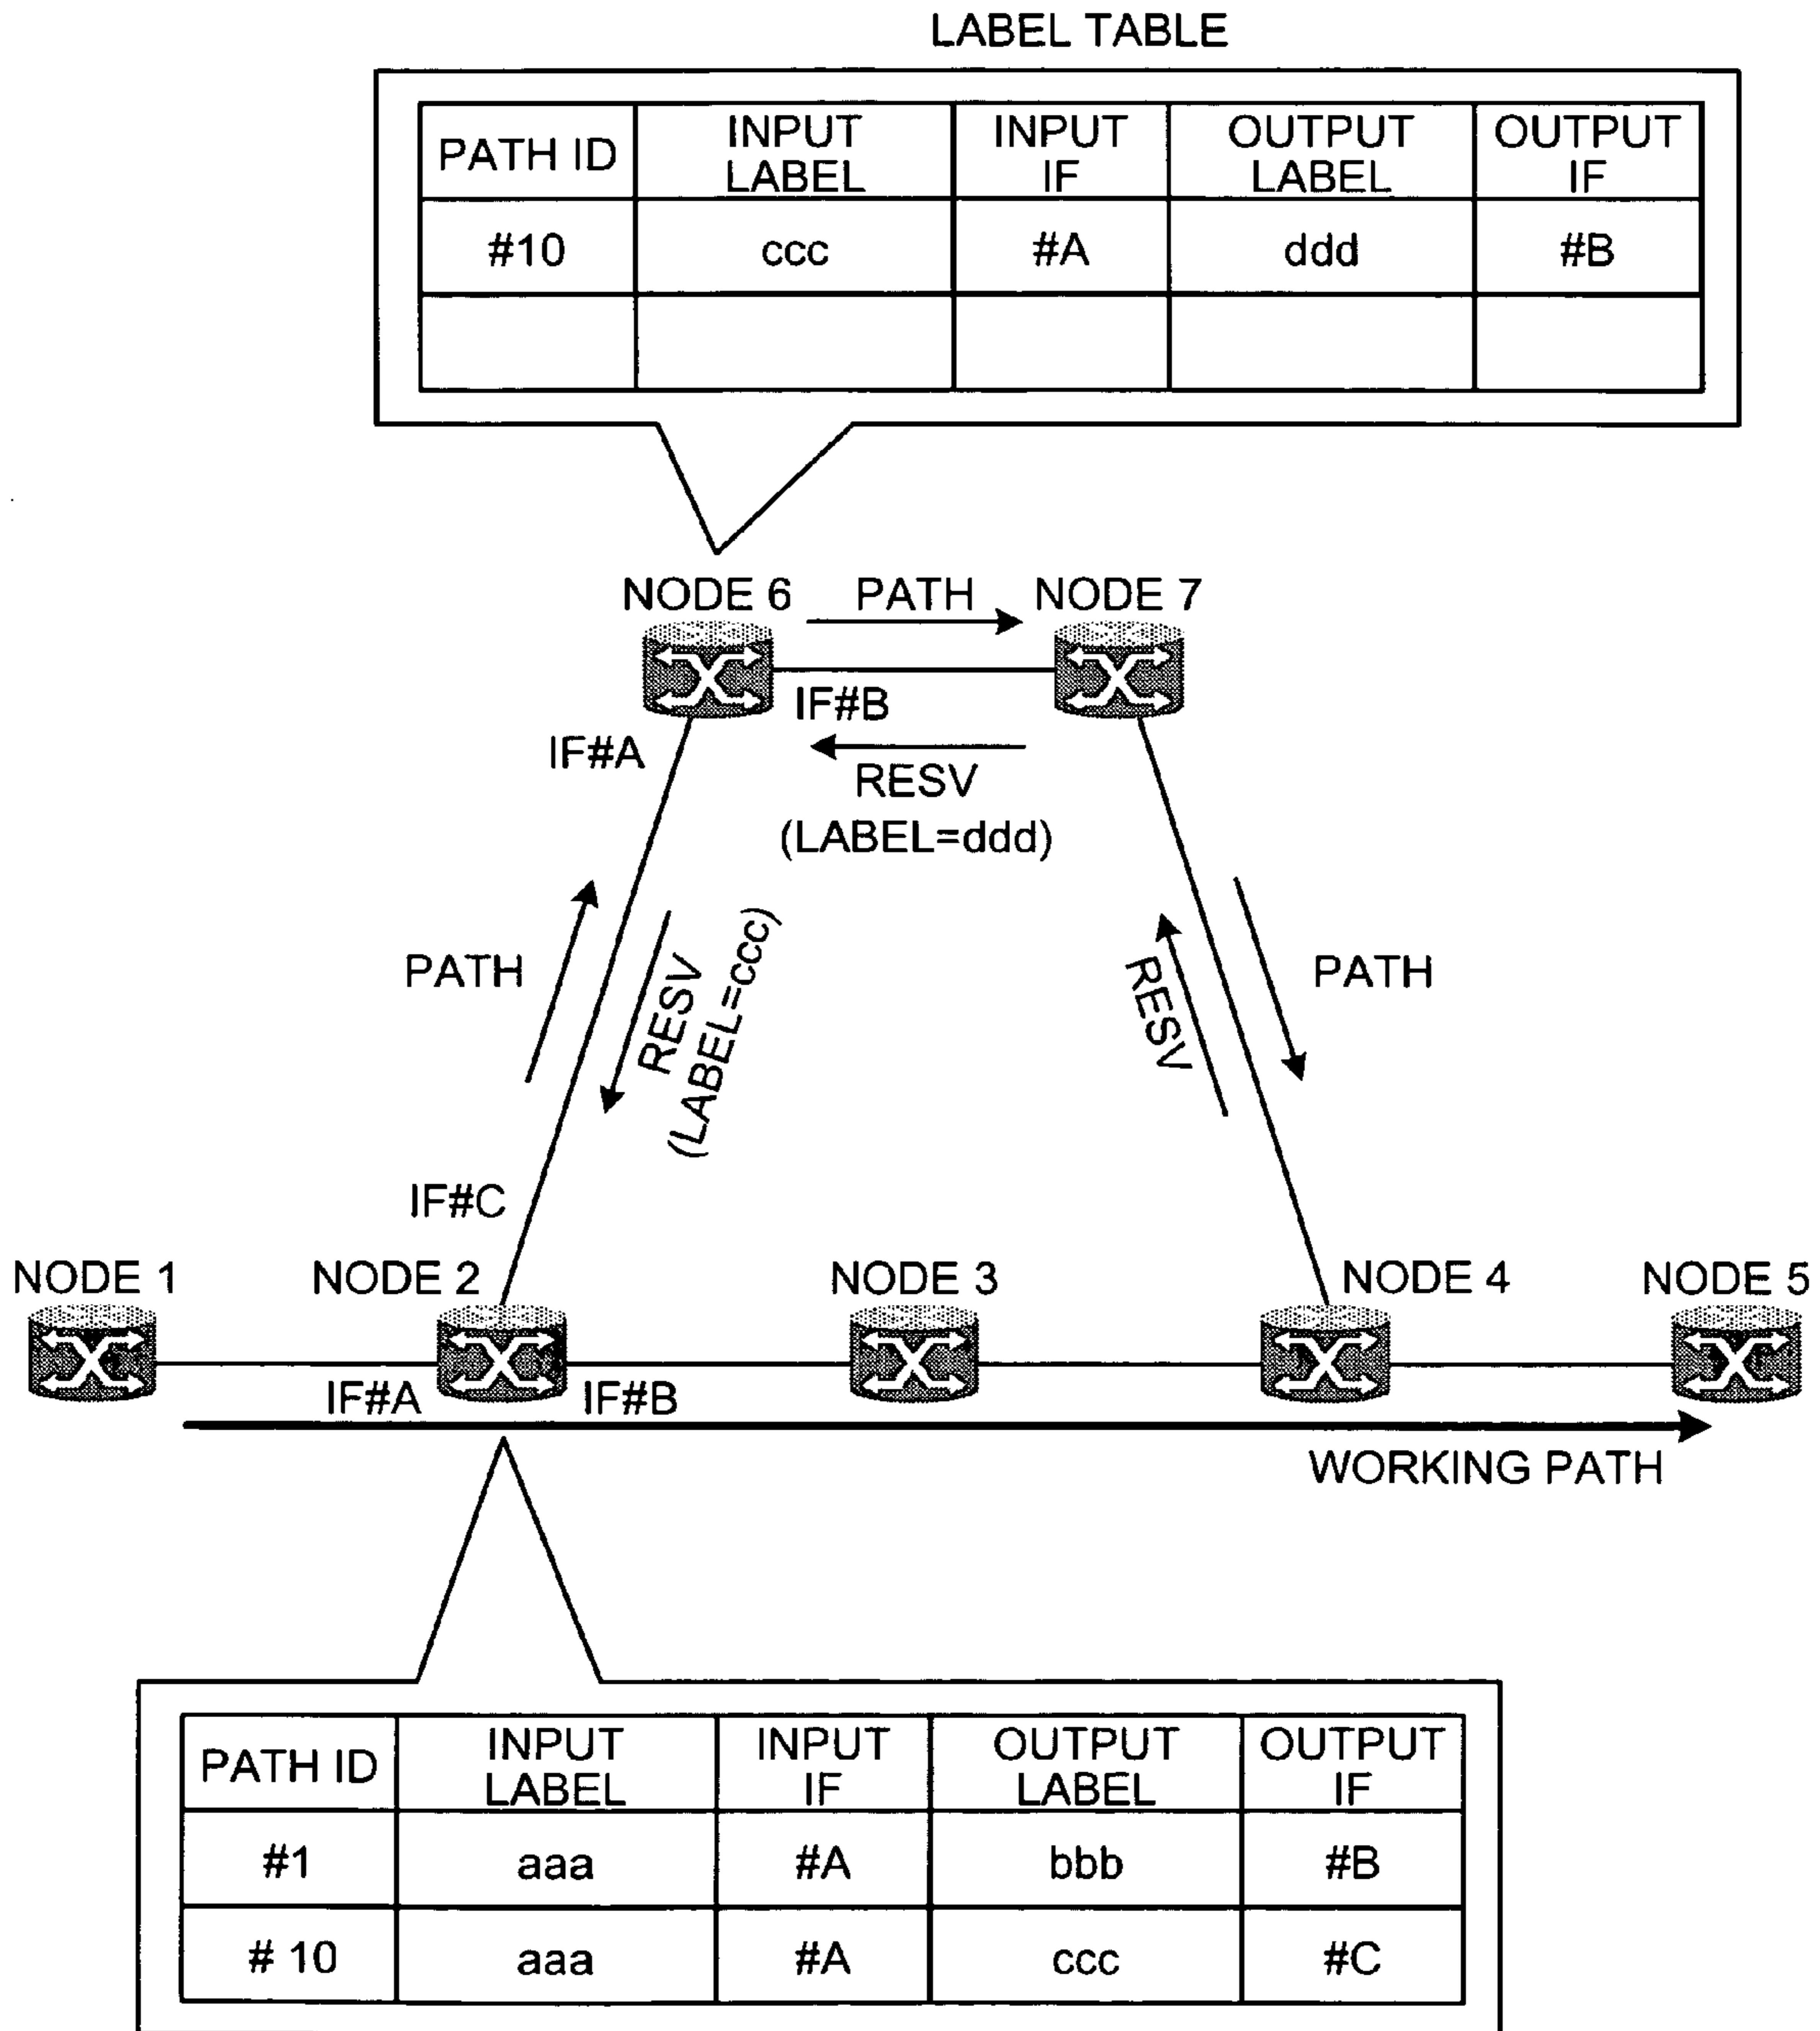 LABEL TABLE
PATH ID INPUT LABEL INPUT IF OUTPUT LABEL OUTPUT IF
#10 ccc #A ddd #B
NODE 6 PATH NODE 7
IF#B
IF#A
RESV
(LABEL=ddd)
PATH
RESV
(LABEL=ccc)
RESV
PATH
IF#C
NODE 1 NODE 2 NODE 3 NODE 4 NODE 5
IF#A IF#B
WORKING PATH
PATH ID INPUT LABEL INPUT IF OUTPUT LABEL OUTPUT IF
#1 aaa #A bbb #B
# 10 aaa #A ccc #C